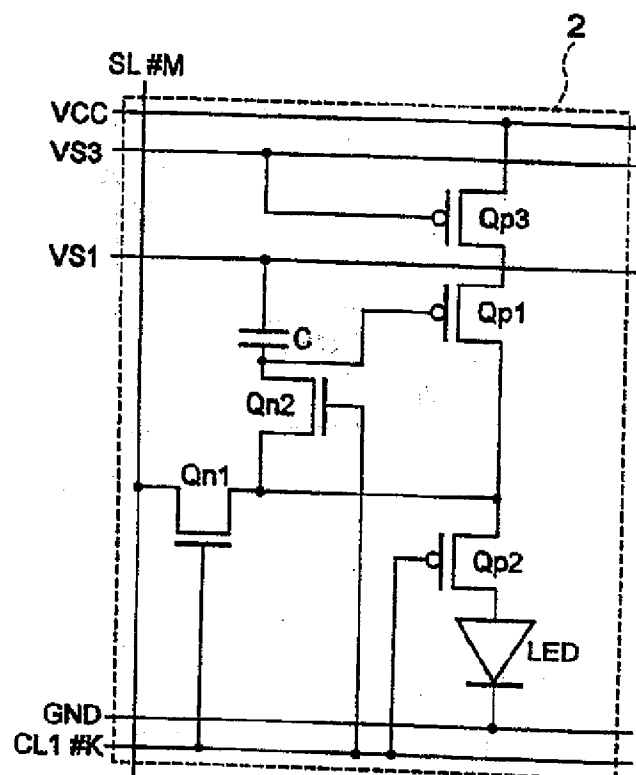 2
SL #M
VCC
VS3
Qp3
VS1
Qp1
C
Qn2
Qn1
Qp2
LED
GND
CL1 #K